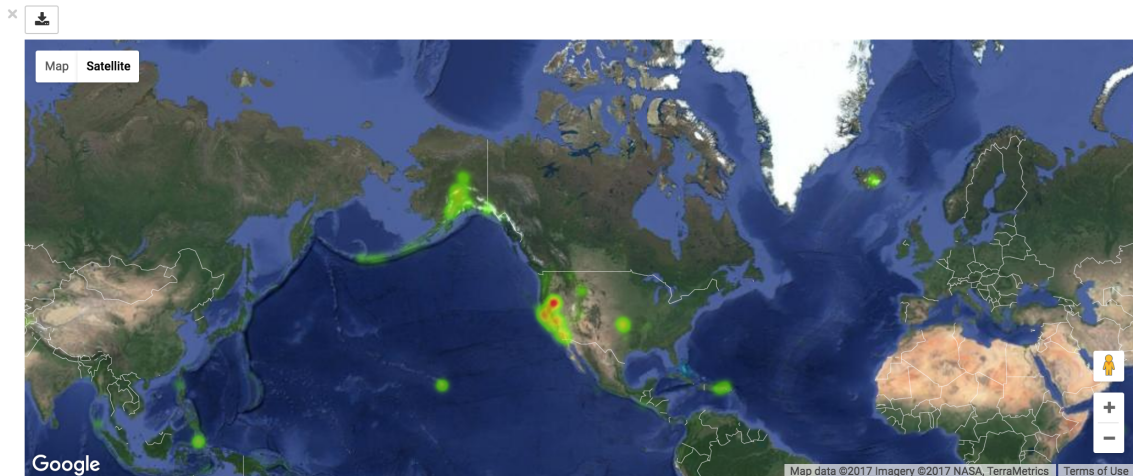 Map Satellite
Google
Map data ©2017 Imagery ©2017 NASA, TerraMetrics Terms of Use